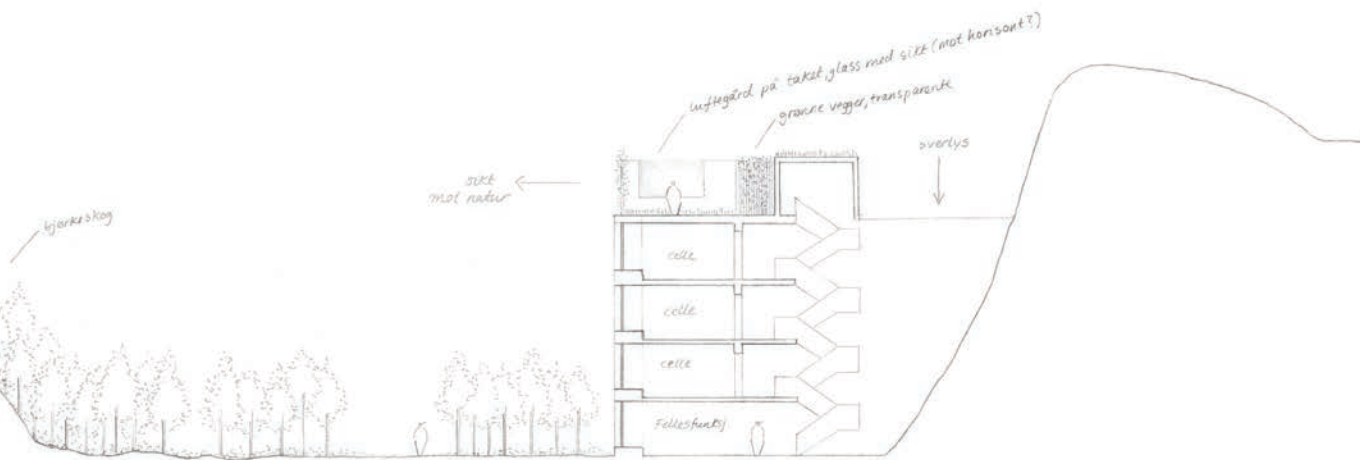 luftegård på taket, glass med sikt (mot horisont?)
grønne vegger, transparente
overlys
sikt
mot natur
bjørkeskog
celle
celle
celle
Fellesfunksj